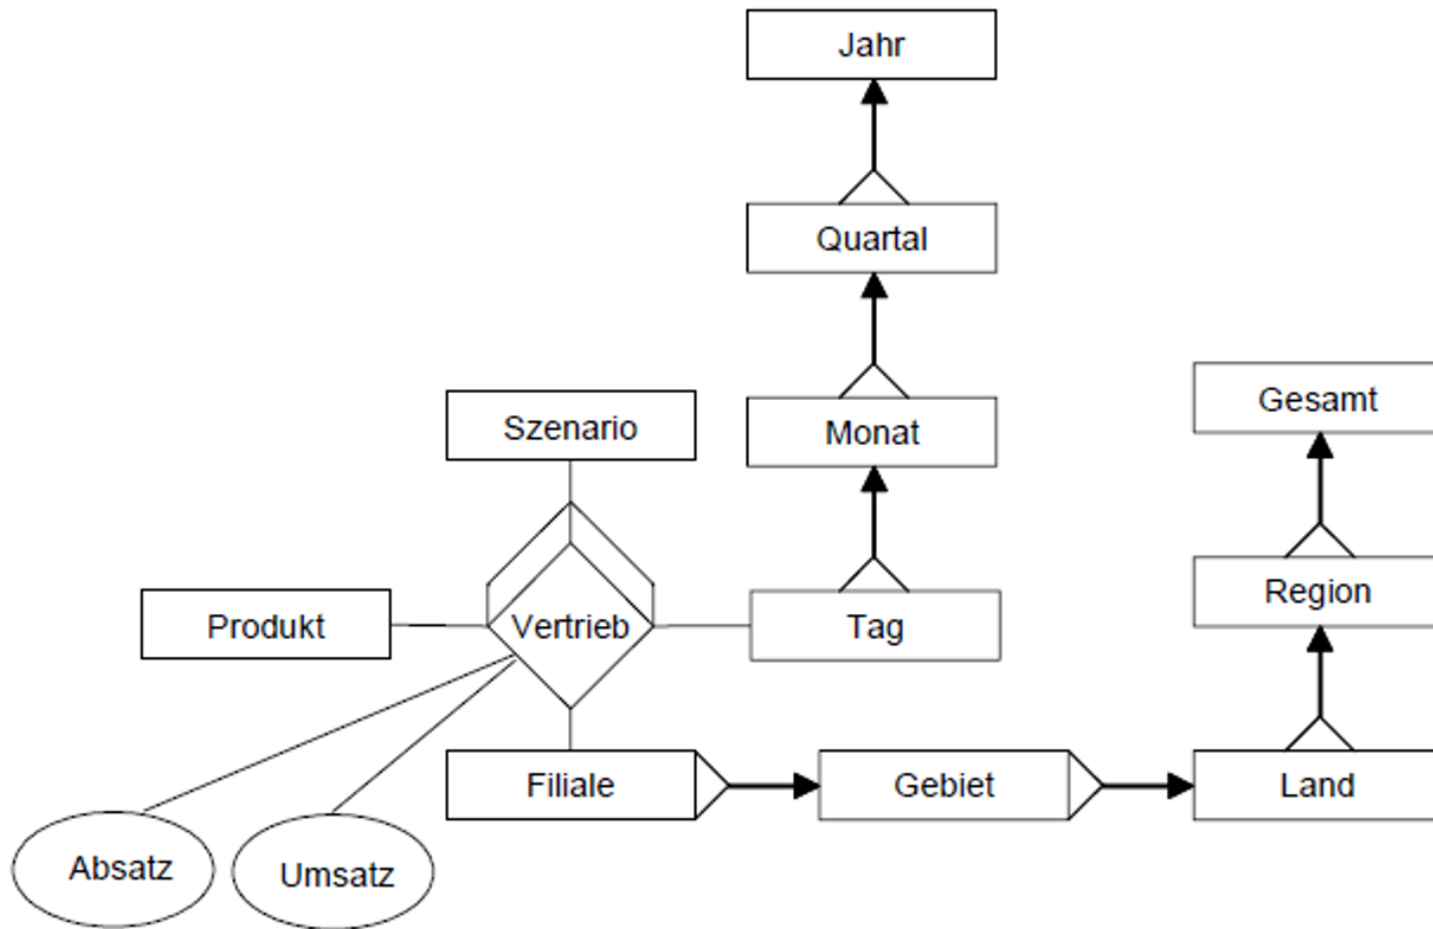 Jahr
Quartal
Gesamt
Szenario
Monat
Region
Produkt
Vertrieb
Tag
Filiale
Gebiet
Land
Absatz
Umsatz